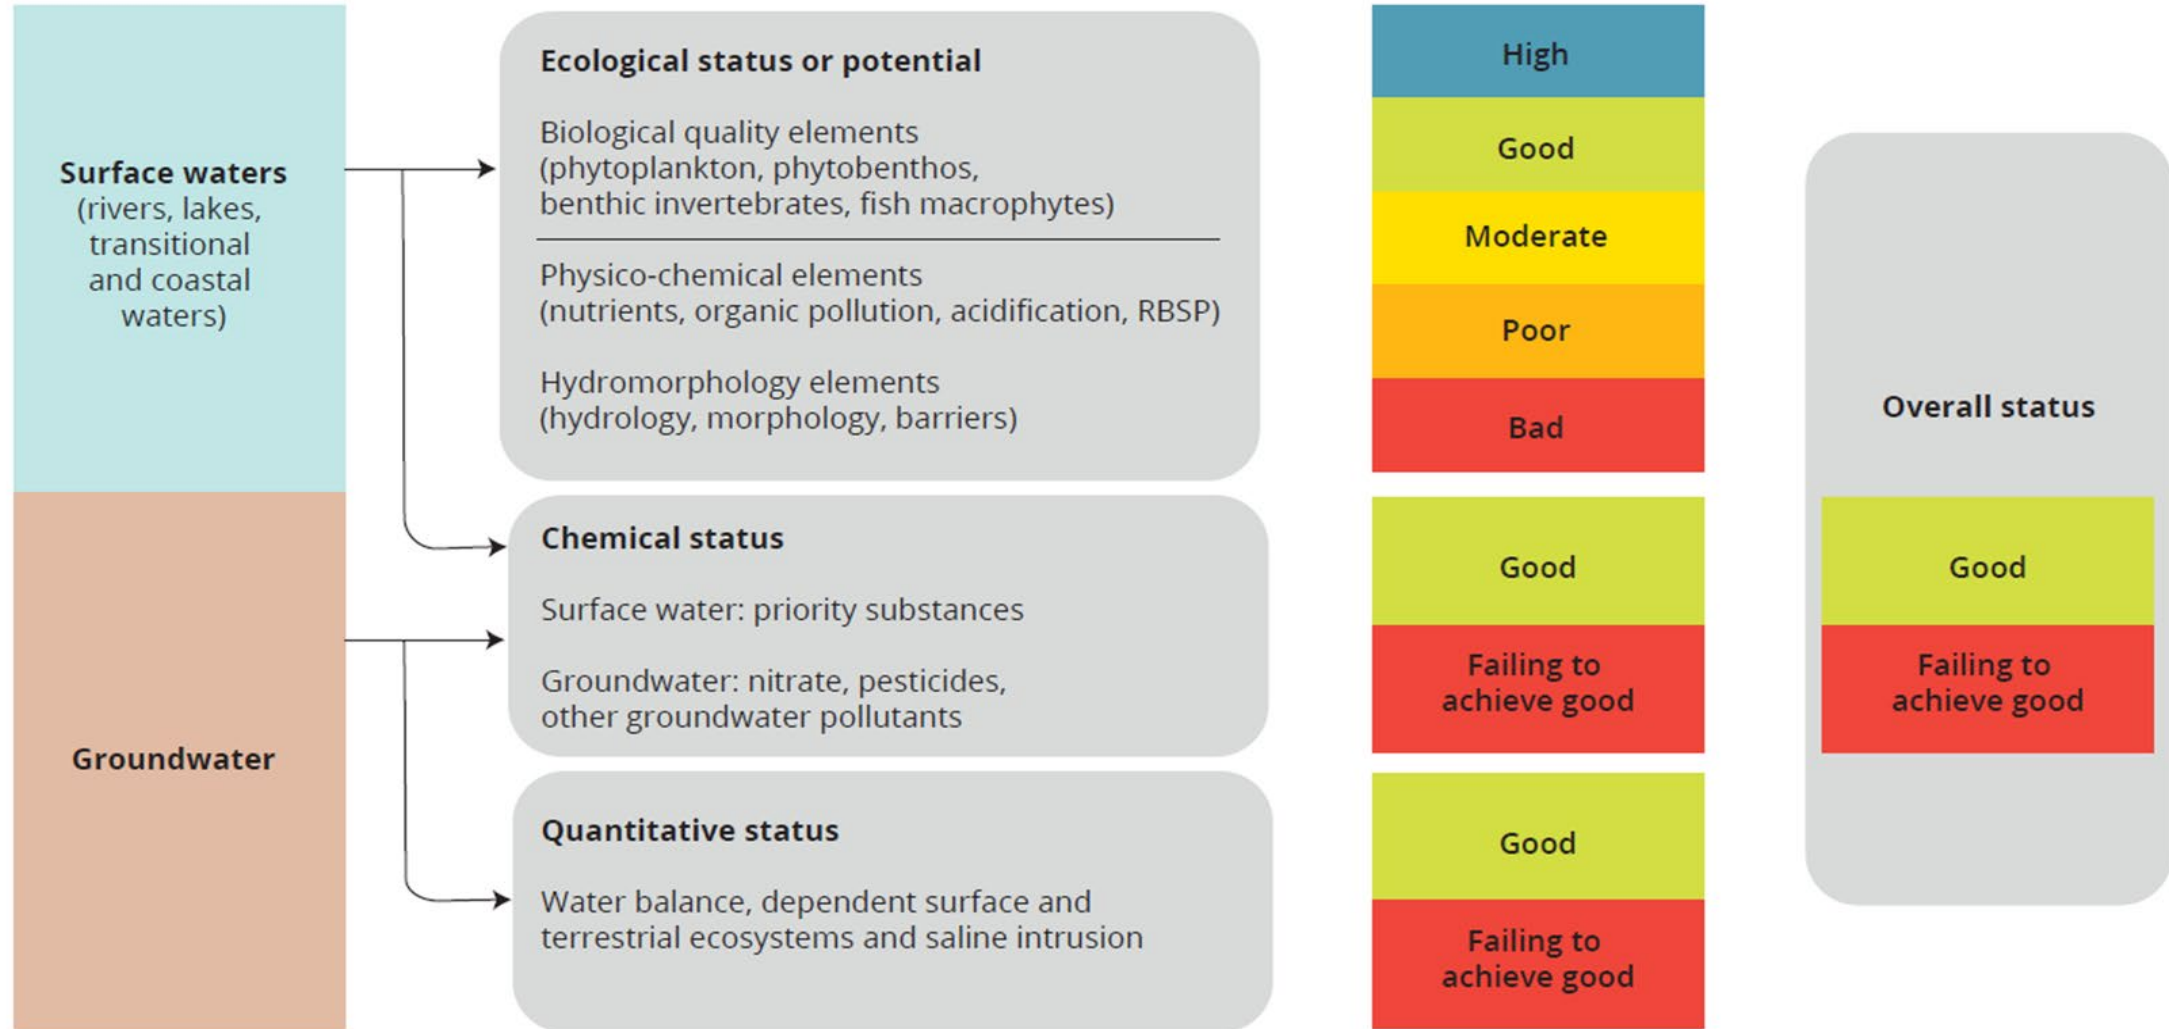 Surface waters
(rivers, lakes,
transitional
and coastal
waters)
Groundwater
Ecological status or potential
Biological quality elements
(phytoplankton, phytobenthos,
benthic invertebrates, fish macrophytes)
Physico-chemical elements
(nutrients, organic pollution, acidification, RBSP)
Hydromorphology elements
(hydrology, morphology, barriers)
Chemical status
Surface water: priority substances
Groundwater: nitrate, pesticides,
other groundwater pollutants
Quantitative status
Water balance, dependent surface and
terrestrial ecosystems and saline intrusion
High
Good
Moderate
Poor
Bad
Good
Failing to
achieve good
Good
Failing to
achieve good
Overall status
Good
Failing to
achieve good